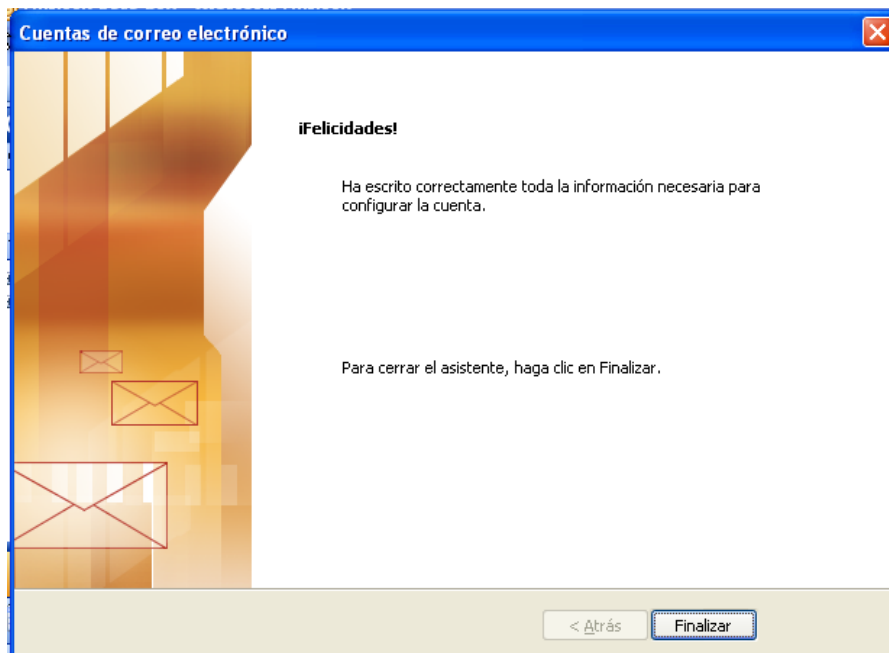 Cuentas de correo electrónico
¡Felicidades!
Ha escrito correctamente toda la información necesaria para
configurar la cuenta.
Para cerrar el asistente, haga clic en Finalizar.
< Atrás
Finalizar